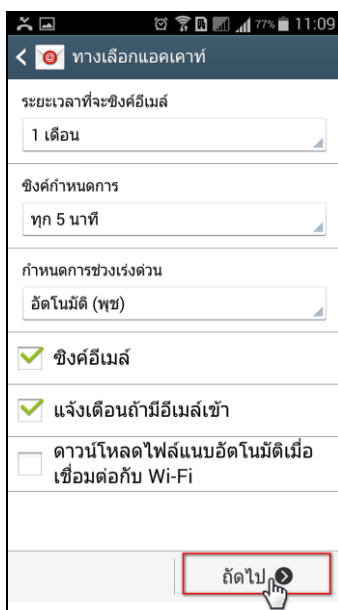 77% 11:09
ทางเลือกแอคเคาท์
ระยะเวลาที่จะซิงค์อีเมล์
1 เดือน
ซิงค์กำหนดการ
ทุก 5 นาที
กำหนดการช่วงเร่งด่วน
อัตโนมัติ (พุช)
ซิงค์อีเมล์
แจ้งเตือนถ้ามีอีเมล์เข้า
ดาวน์โหลดไฟล์แนบอัตโนมัติเมื่อ
เชื่อมต่อกับ Wi-Fi
ถัดไป